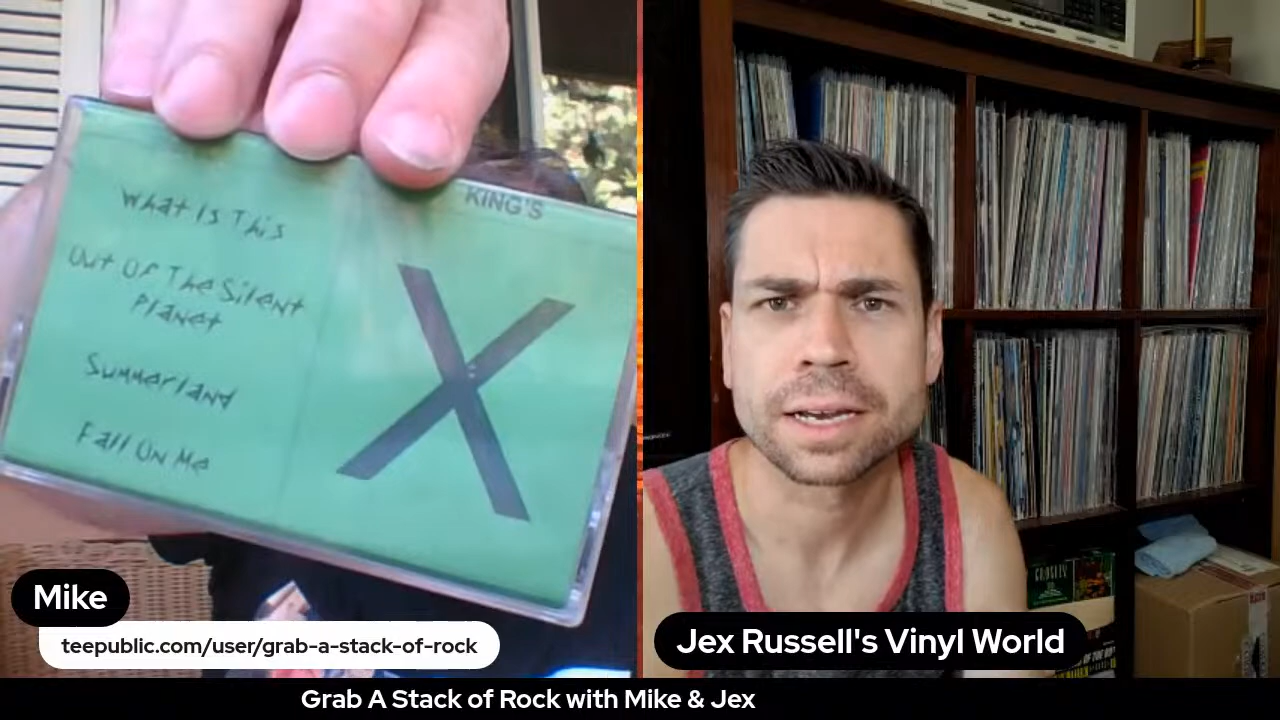 What Is This
Out Of The Silent
Planet
Summerland
Fall On Me
KING'S
X
Mike
teepublic.com/user/grab-a-stack-of-rock
Jex Russell's Vinyl World
Grab A Stack of Rock with Mike & Jex